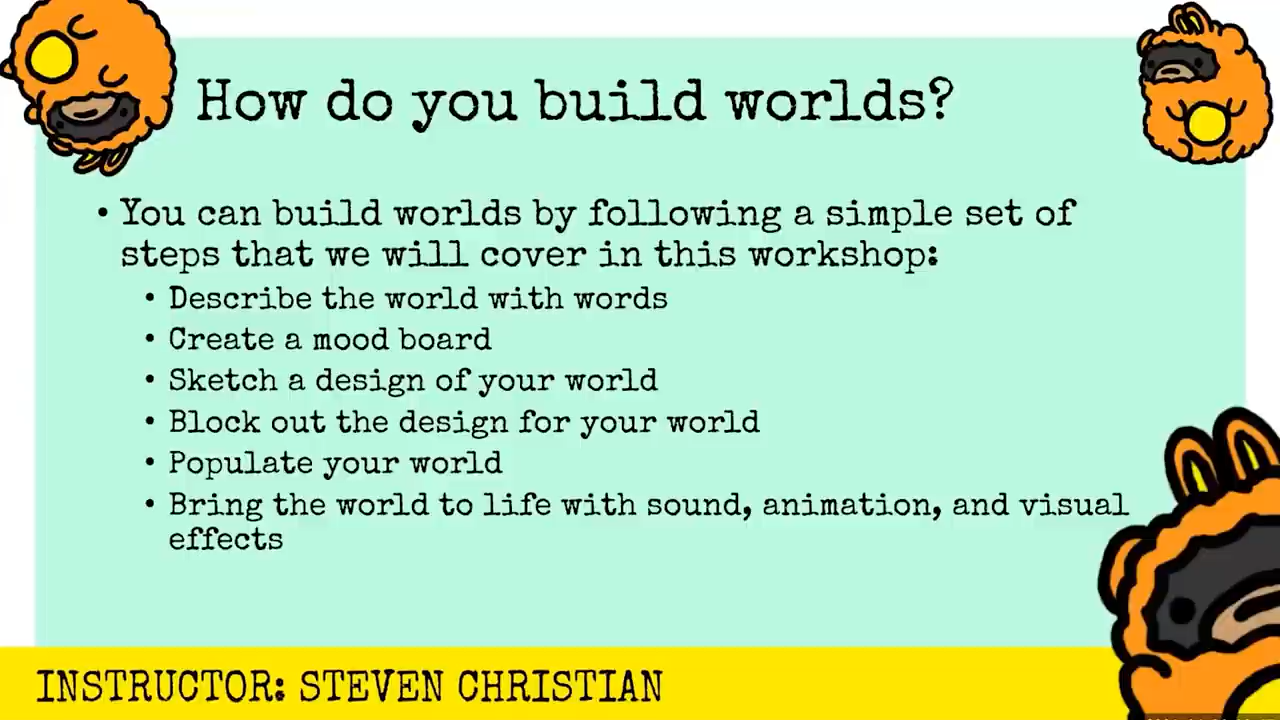 How do you build worlds?
• You can build worlds by following a simple set of
steps that we will cover in this workshop:
• Describe the world with words
• Create a mood board
• Sketch a design of your world
• Block out the design for your world
• Populate your world
• Bring the world to life with sound, animation, and visual
effects
INSTRUCTOR: STEVEN CHRISTIAN